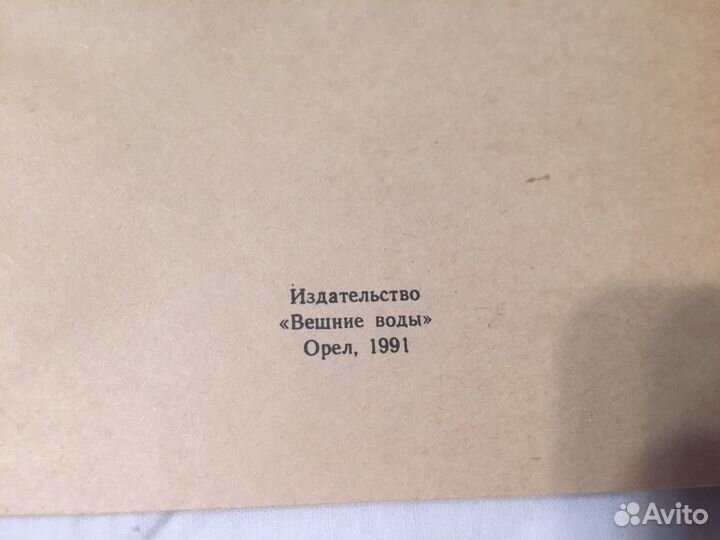 Издательство
«Вешние воды»
Орел, 1991
Avito